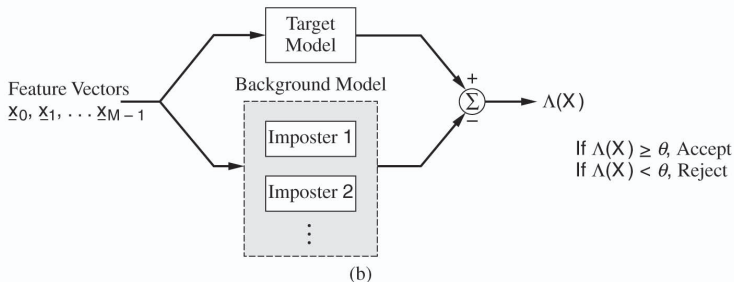 Target
Model
Feature Vectors
x0, x1, . . . xM – 1
Background Model
Imposter 1
Imposter 2
⋮
+
Σ
–
Λ(X)
If Λ(X) ≥ θ, Accept
If Λ(X) < θ, Reject
(b)